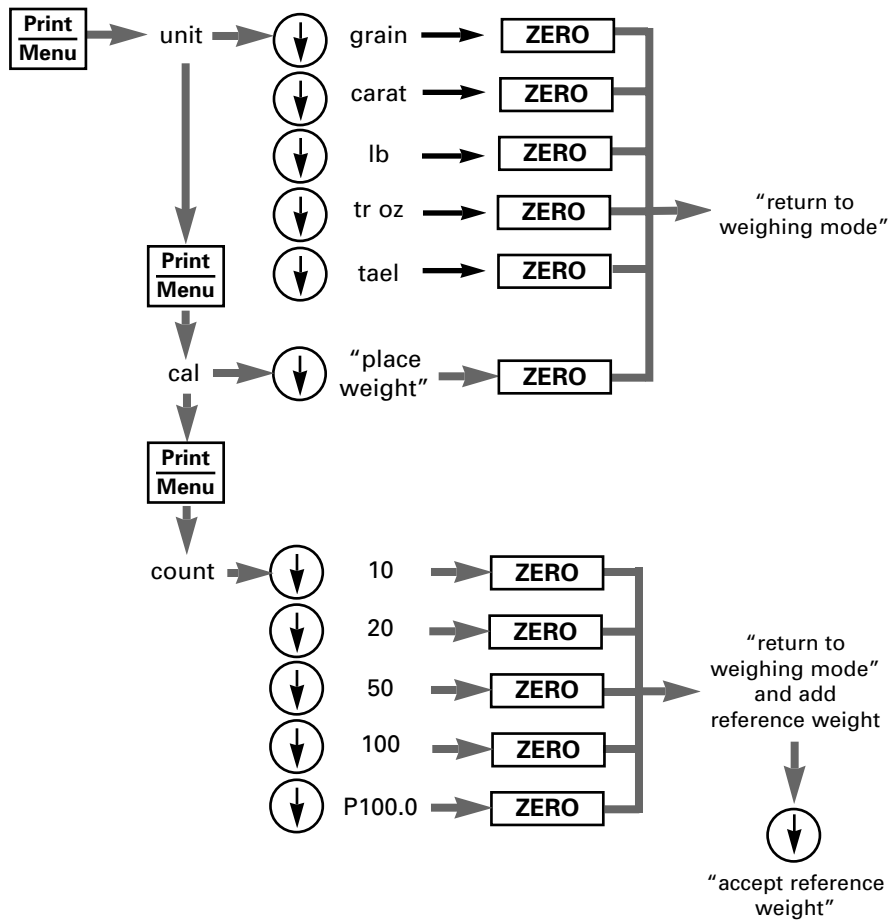 Print
Menu
unit
grain
ZERO
carat
ZERO
lb
ZERO
tr oz
ZERO
tael
ZERO
“return to
weighing mode”
Print
Menu
cal
“place
weight”
ZERO
Print
Menu
count
10
ZERO
20
ZERO
50
ZERO
100
ZERO
P100.0
ZERO
“return to
weighing mode”
and add
reference weight
“accept reference
weight”